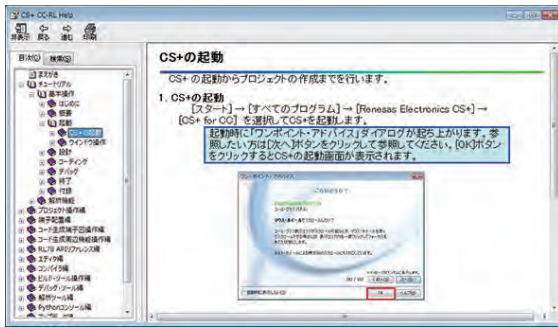 CS+ CC-RL Help
非表示 戻る 進む 印刷
目次(C) 検索(S)
まえがき
チュートリアル
基本操作
はじめに
概要
起動
CS+の起動
ウインドウ操作
設計
コーディング
デバッグ
終了
付録
解析機能
プロジェクト操作編
端子配置編
コード生成端子図操作編
コード生成周辺機能操作編
RL78 APIリファレンス編
エディタ編
コンパイラ編
ビルド・ツール操作編
デバッグ・ツール編
解析ツール編
Pythonコンソール編
CS+の起動
CS+ の起動からプロジェクトの作成までを行います。
1. CS+の起動
[スタート] → [すべてのプログラム] → [Renesas Electronics CS+] →
[CS+ for CC] を選択してCS+を起動します。
起動時に「ワンポイント・アドバイス」ダイアログが起ち上がります。参
照したい方は[次へ]ボタンをクリックして参照してください。[OK]ボタン
をクリックするとCS+の起動画面が表示されます。
ワンポイント・アドバイス
OK